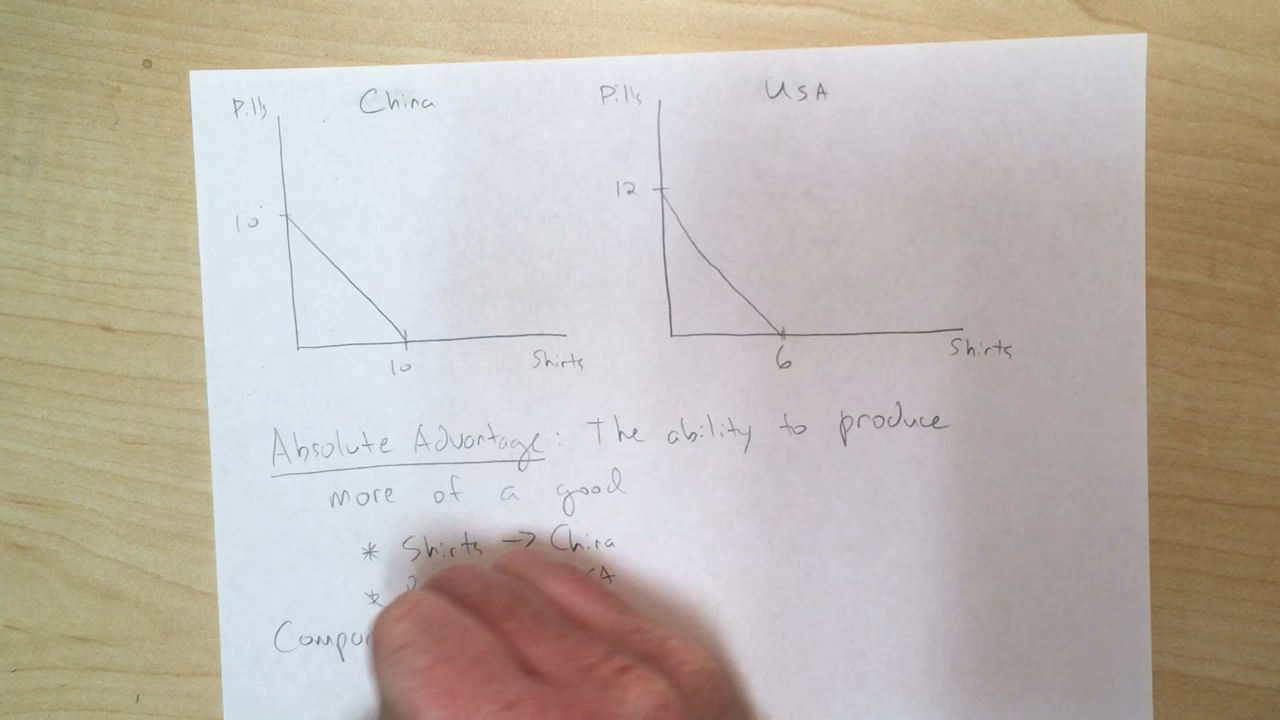 Pills China
Pills USA
10
10
Shirts
12
6
Shirts
Absolute Advantage: The ability to produce
more of a good
* Shirts -> China
*